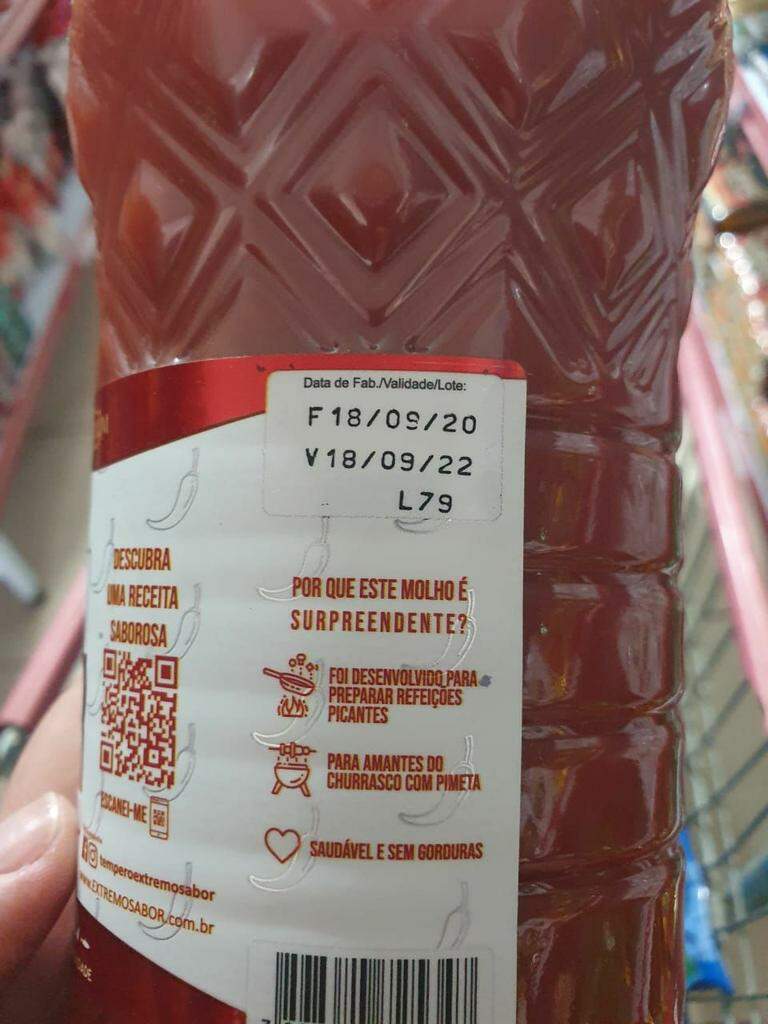 Data de Fab./Validade/Lote:
F18/09/20
V18/09/22
L79
DESCUBRA
UMA RECEITA
SABOROSA
ESCANEI-ME
temperoextremosabor
www.EXTREMOSABOR.com.br
POR QUE ESTE MOLHO É
SURPREENDENTE?
FOI DESENVOLVIDO PARA
PREPARAR REFEIÇÕES
PICANTES
PARA AMANTES DO
CHURRASCO COM PIMETA
SAUDÁVEL E SEM GORDURAS